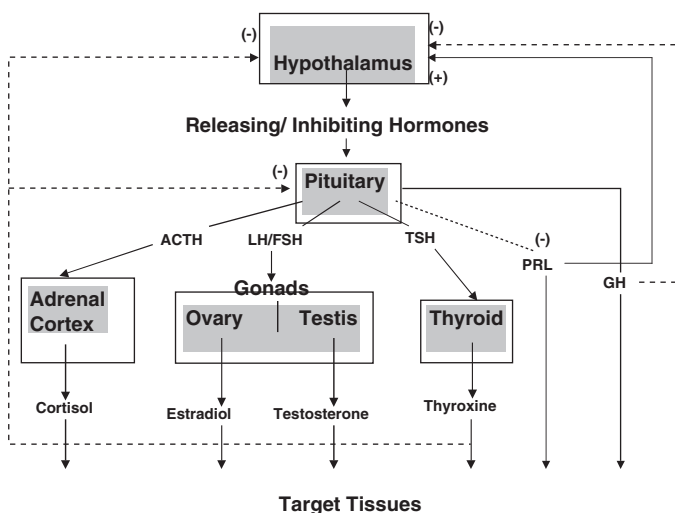 (-)
(-)
Hypothalamus
(+)
Releasing/ Inhibiting Hormones
(-)
Pituitary
ACTH
LH/FSH
TSH
(-)
PRL
GH
Gonads
Adrenal
Cortex
Ovary
Testis
Thyroid
Cortisol
Estradiol
Testosterone
Thyroxine
Target Tissues